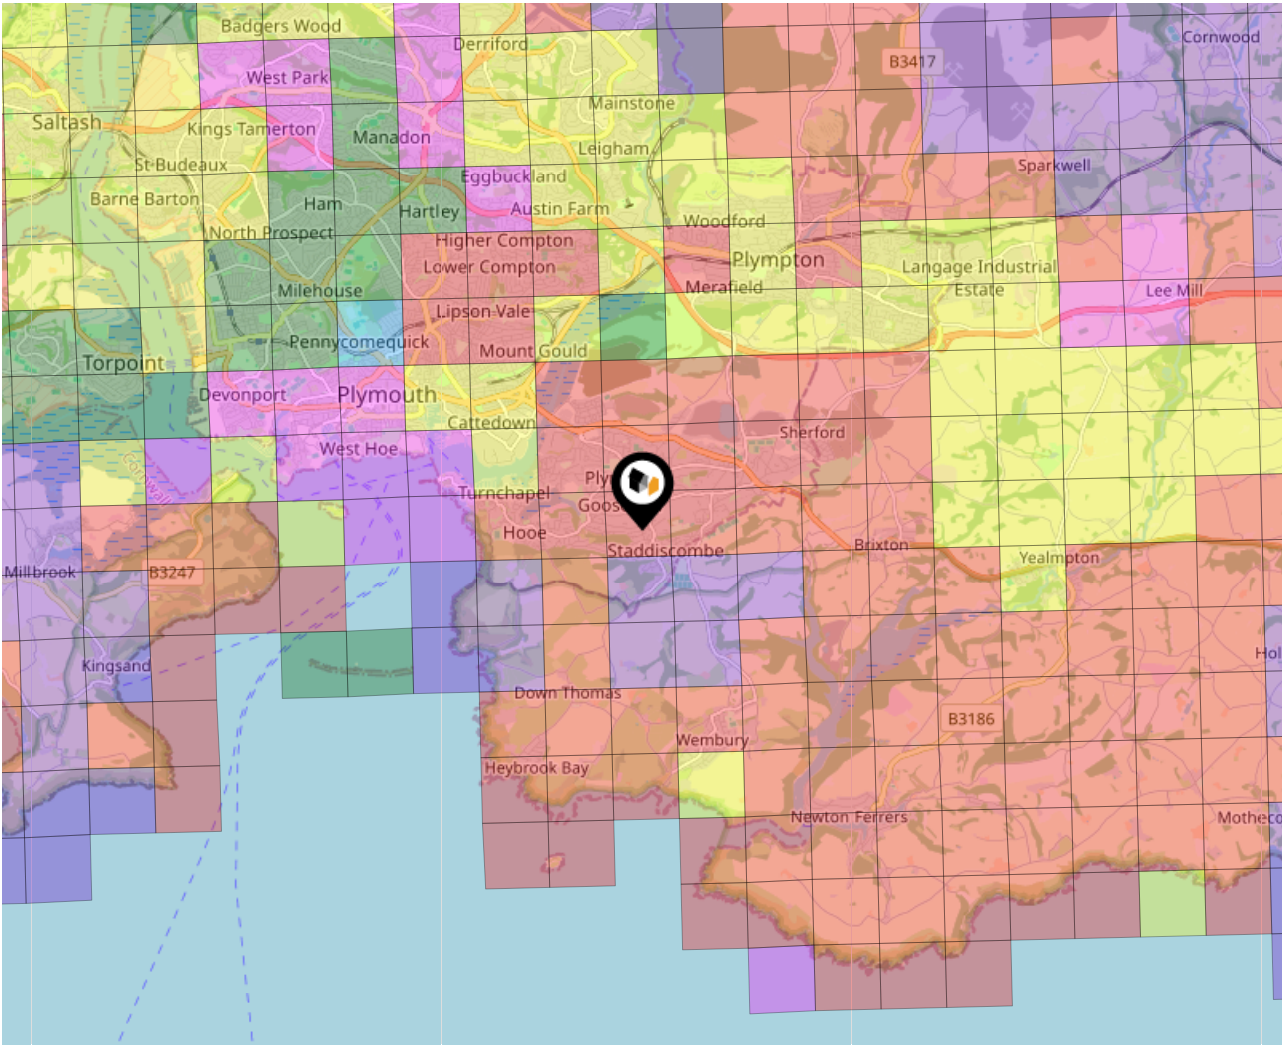 Badgers Wood
Derriford
Cornwood
B3417
West Park
Mainstone
Saltash
Kings Tamerton
Manadon
Leigham
St Budeaux
Sparkwell
Eggbuckland
Barne Barton
Ham
Hartley
Austin Farm
Woodford
North Prospect
Higher Compton
Lower Compton
Plympton
Langage Industrial
Estate
Milehouse
Merafield
Lee Mill
Lipson Vale
Pennycomequick
Mount Gould
Torpoint
Devonport
Plymouth
Cattedown
Sherford
West Hoe
Cornwall
Turnchapel
Hooe
Staddiscombe
Brixton
Yealmpton
Millbrook
B3247
Kingsand
Down Thomas
B3186
Wembury
Heybrook Bay
Newton Ferrers